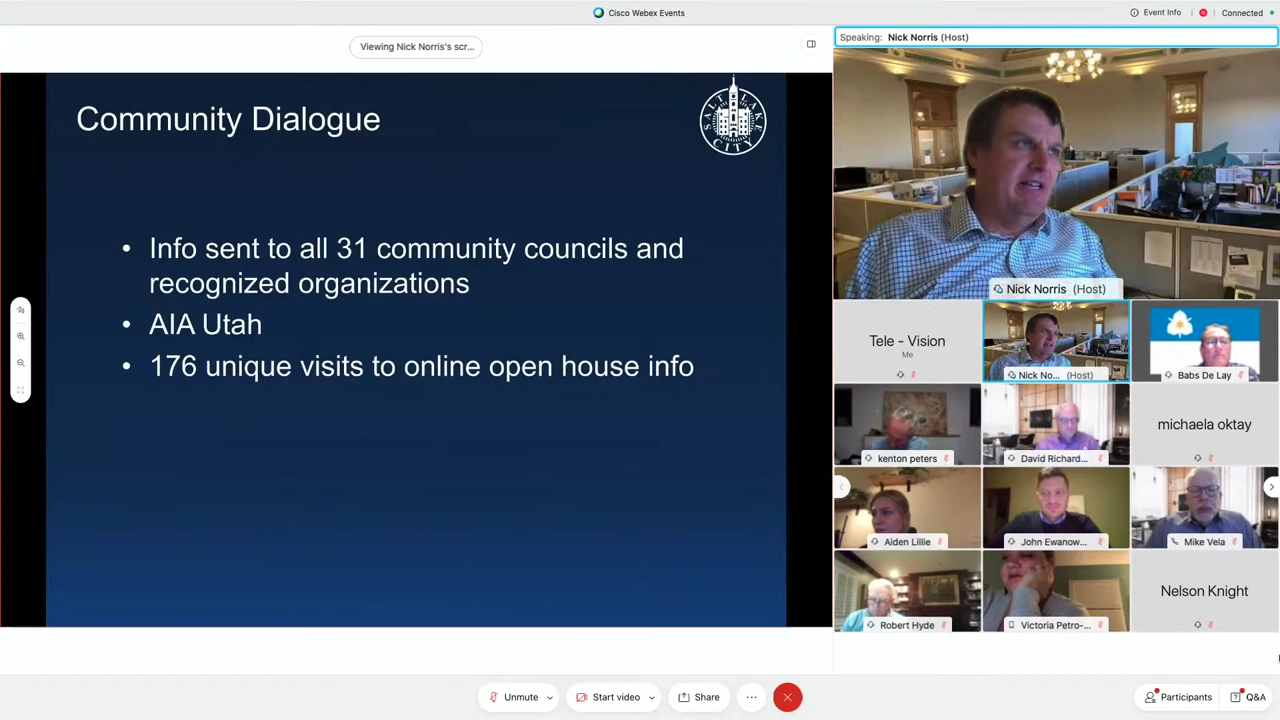 Cisco Webex Events
Event Info
Connected
Viewing Nick Norris's scr...
Speaking: Nick Norris (Host)
Community Dialogue
SALT LAKE CITY
• Info sent to all 31 community councils and
recognized organizations
• AIA Utah
• 176 unique visits to online open house info
Nick Norris (Host)
Tele - Vision
Me
Nick No... (Host)
Babs De Lay
kenton peters
David Richard...
michaela oktay
Aiden Lillie
John Ewanow...
Mike Vela
Robert Hyde
Victoria Petro-...
Nelson Knight
Unmute
Start video
Share
Participants
Q&A